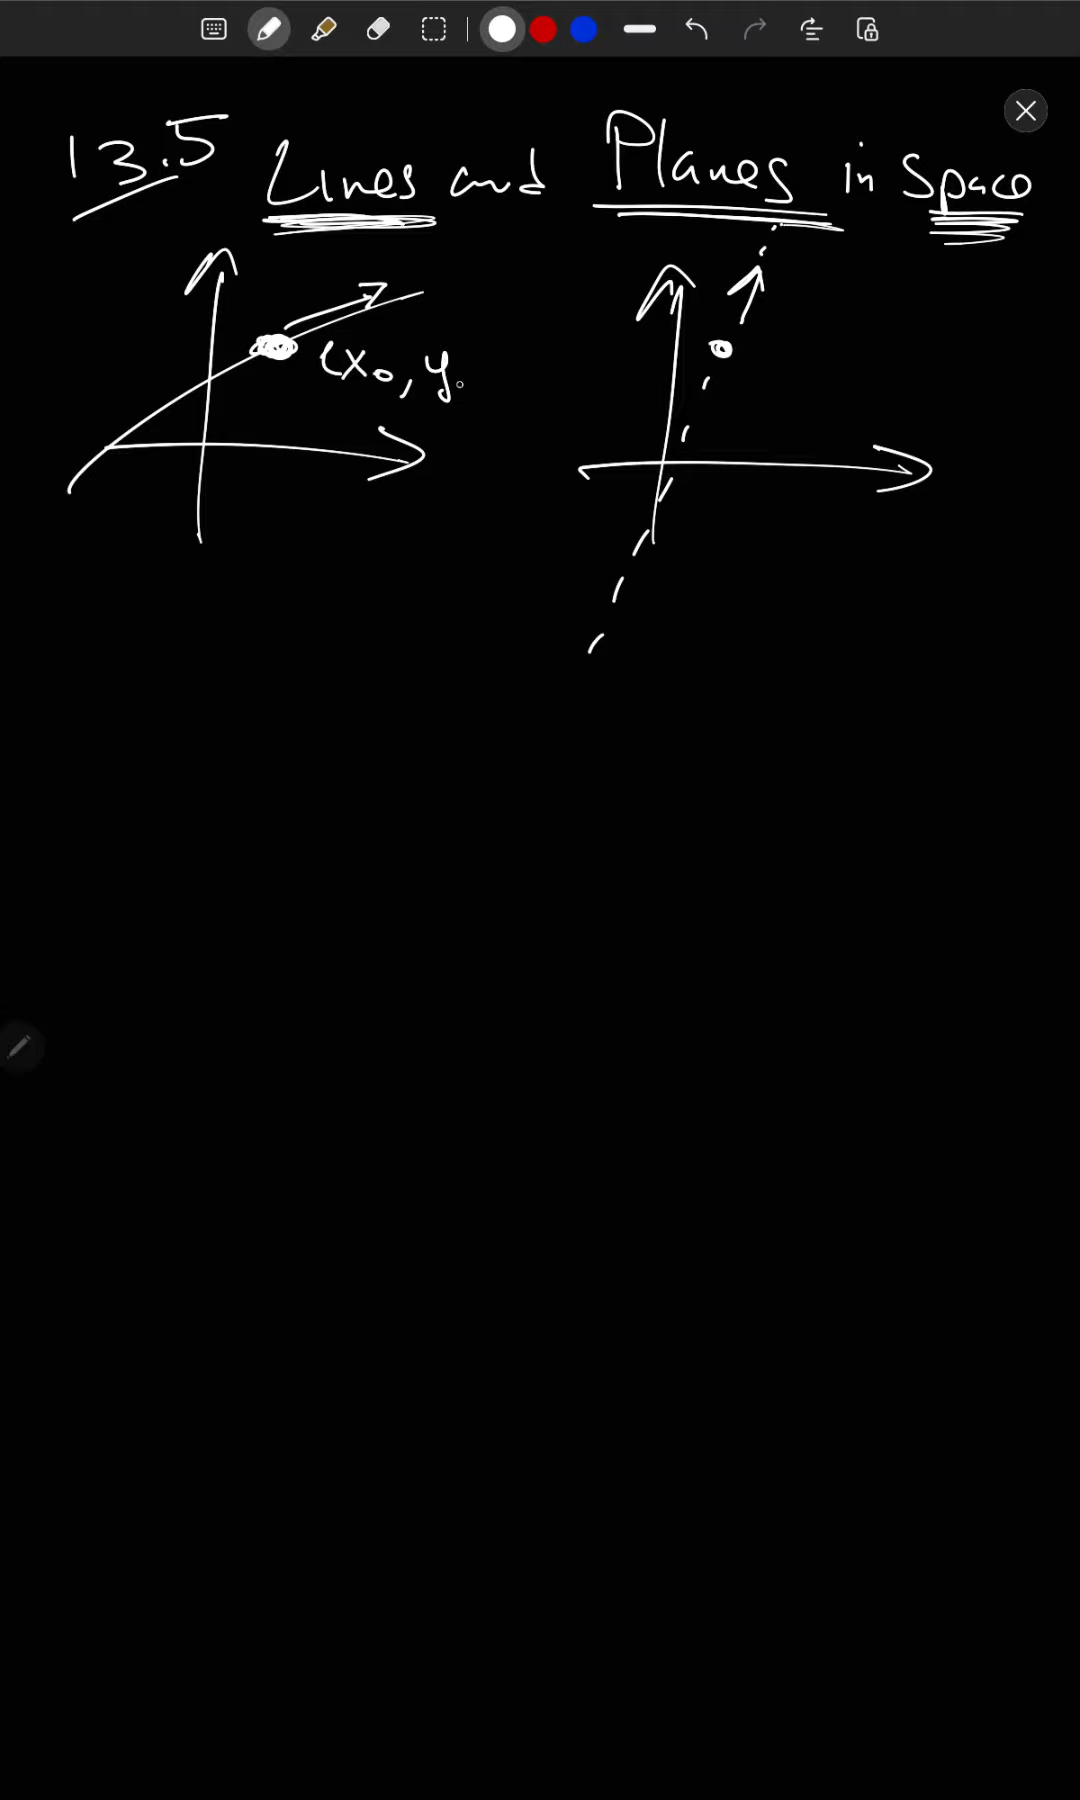 13.5 Lines and Planes in Space
(x₀, y₀